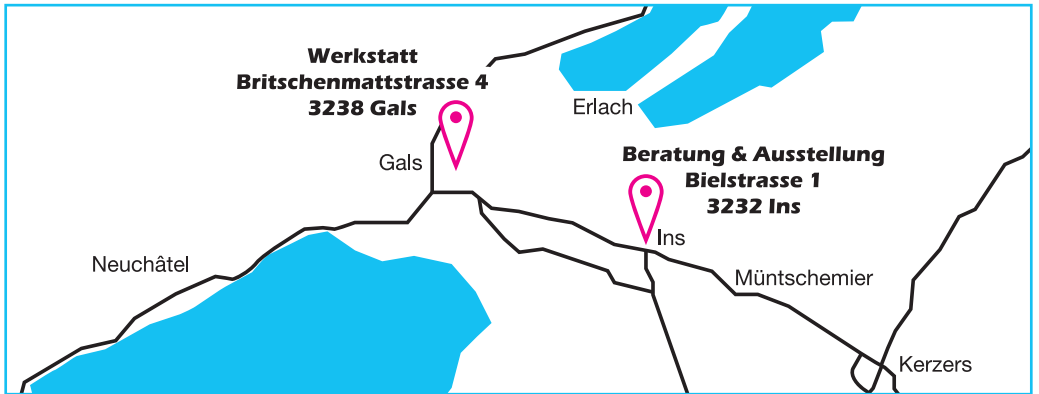 Werkstatt
Britschenmattstrasse 4
3238 Gals
Erlach
Gals
Beratung & Ausstellung
Bielstrasse 1
3232 Ins
Ins
Neuchâtel
Müntschemier
Kerzers